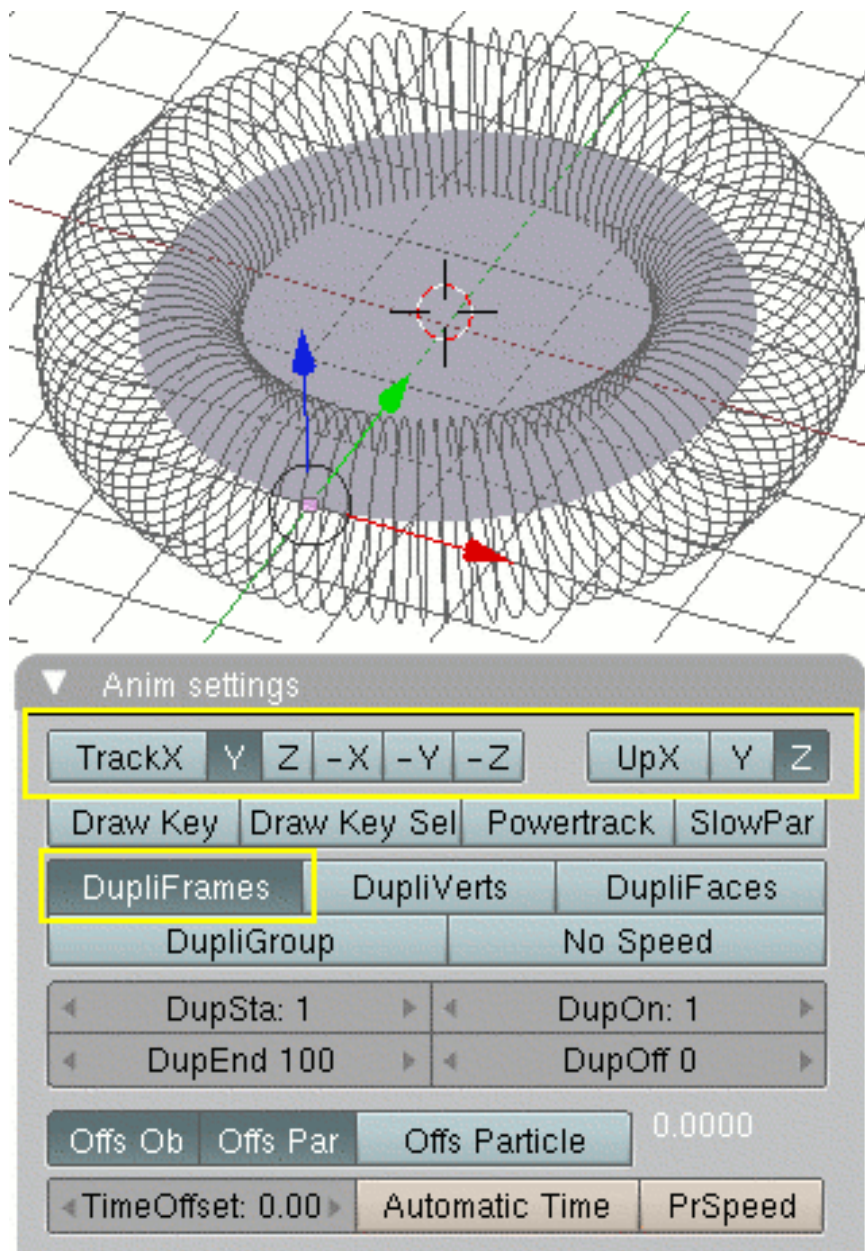 Anim settings
TrackX Y Z -X -Y -Z UpX Y Z
Draw Key Draw Key Sel Powertrack SlowPar
DupliFrames DupliVerts DupliFaces
DupliGroup No Speed
DupSta: 1 DupOn: 1
DupEnd 100 DupOff 0
Offs Ob Offs Par Offs Particle 0.0000
TimeOffset: 0.00 Automatic Time PrSpeed